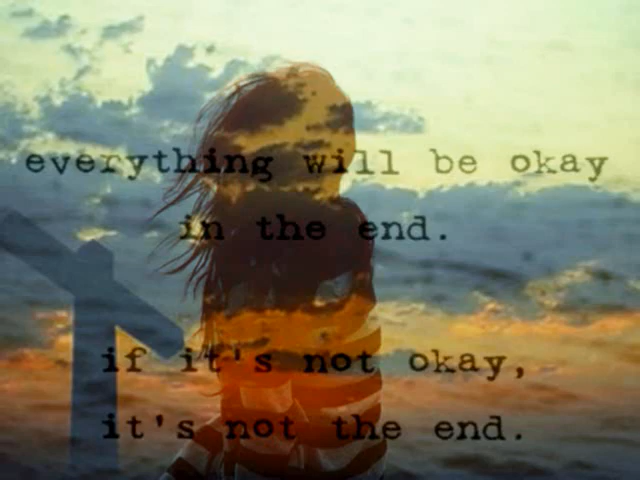 everything will be okay
in the end.
if it's not okay,
it's not the end.